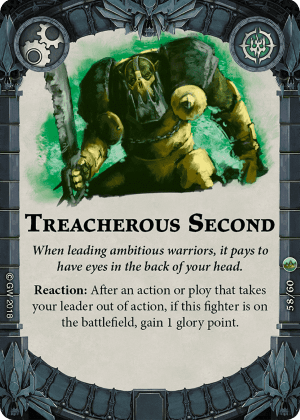 TREACHEROUS SECOND
When leading ambitious warriors, it pays to
have eyes in the back of your head.
Reaction: After an action or ploy that takes
your leader out of action, if this fighter is on
the battlefield, gain 1 glory point.
© GW 2018
58/60